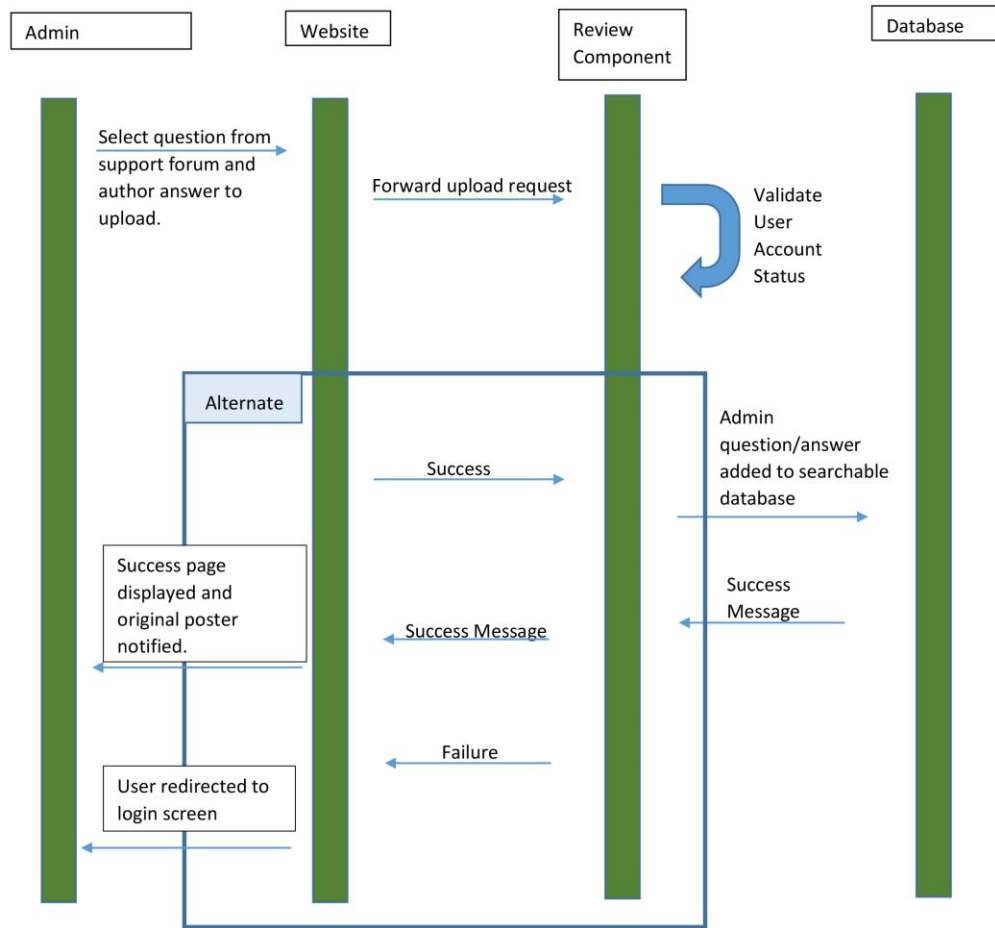 Admin
Website
Review
Component
Database
Select question from
support forum and
author answer to
upload.
Forward upload request
Validate
User
Account
Status
Alternate
Success
Admin
question/answer
added to searchable
database
Success page
displayed and
original poster
notified.
Success Message
Success
Message
Failure
User redirected to
login screen